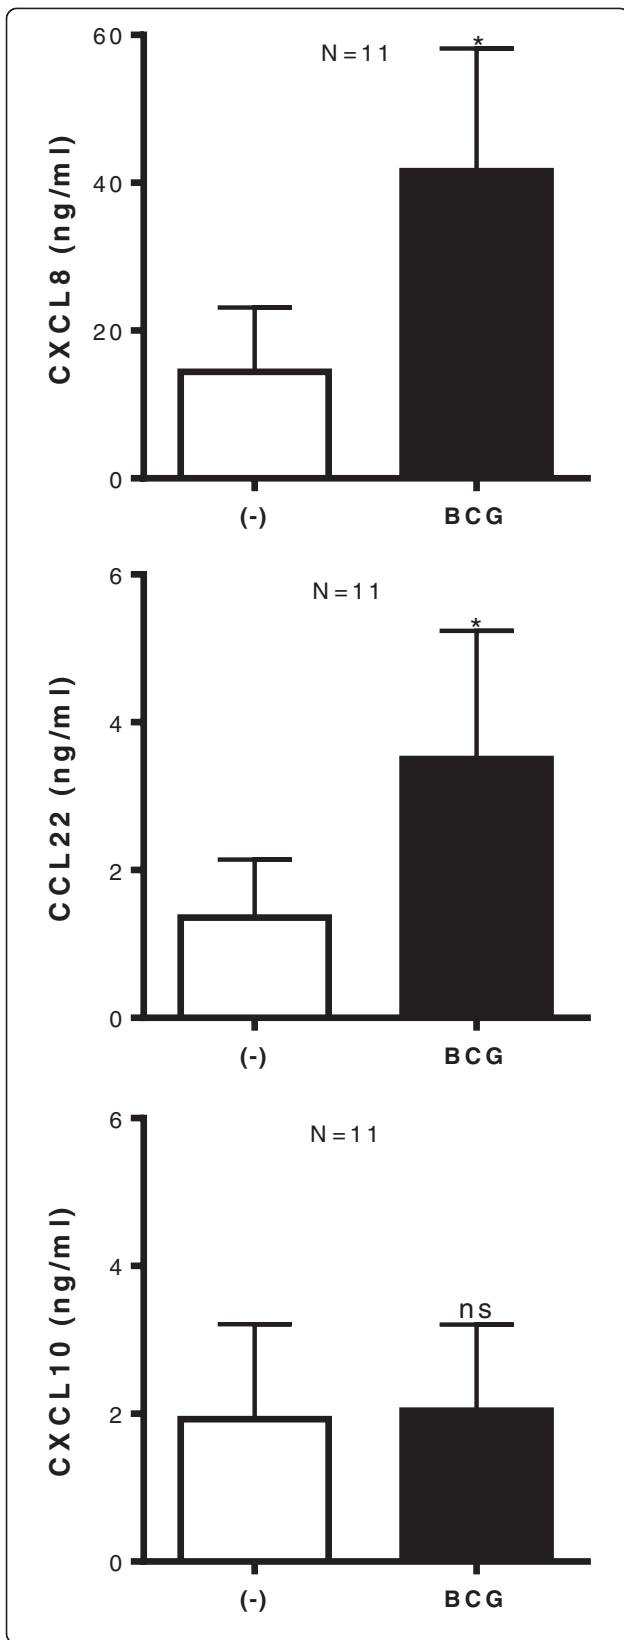 60
N=11
*
CXCL8 (ng/ml)
40
20
0
(-)
BCG
6
N=11
*
CCL22 (ng/ml)
4
2
0
(-)
BCG
6
N=11
CXCL10 (ng/ml)
4
ns
2
0
(-)
BCG